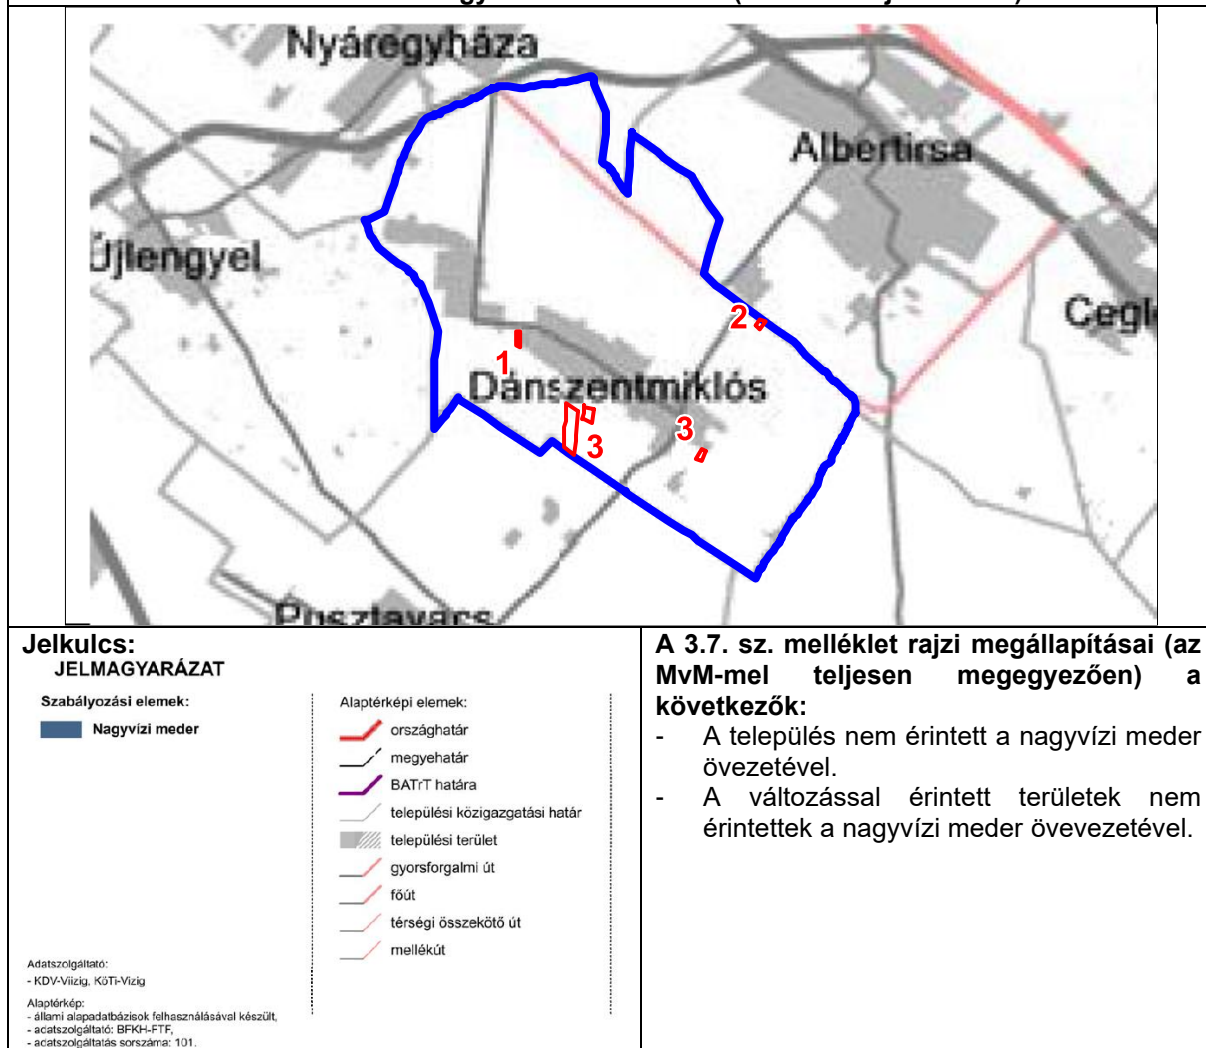 Nyáregyháza
Albertirsa
Újlengyel
Cegl
2
1
Dánszentmiklós
3
3
Pusztavacs
Jelkulcs:
JELMAGYARÁZAT
Szabályozási elemek:
Nagyvízi meder
Alaptérképi elemek:
országhatár
megyehatár
BATrT határa
települési közigazgatási határ
települési terület
gyorsforgalmi út
főút
térségi összekötő út
mellékút
Adatszolgáltató:
- KDV-Viizig, KöTi-Vizig
Alaptérkép:
- állami alapadatbázisok felhasználásával készült,
- adatszolgáltató: BFKH-FTF,
- adatszolgáltatás sorszáma: 101.
A 3.7. sz. melléklet rajzi megállapításai (az
MvM-mel teljesen megegyezően) a
következők:
- A település nem érintett a nagyvízi meder
övezetével.
- A változással érintett területek nem
érintettek a nagyvízi meder övevezetével.